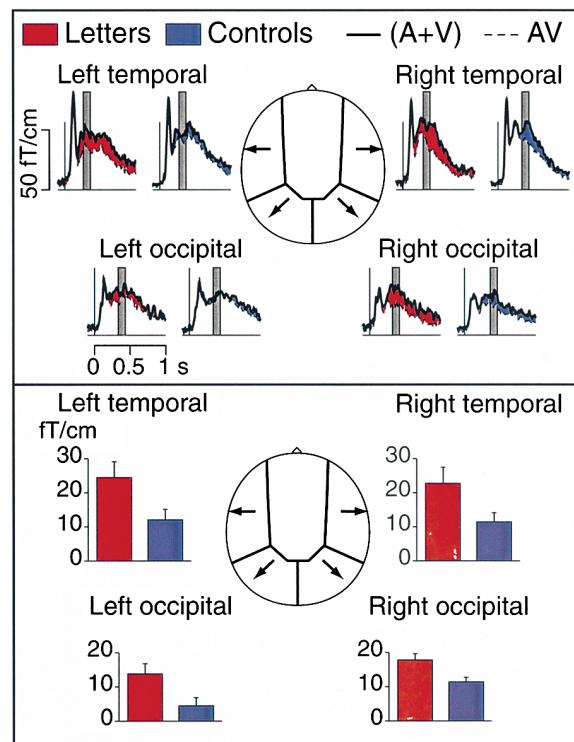 Letters Controls (A+V) AV
Left temporal Right temporal
50 fT/cm
Left occipital Right occipital
0 0.5 1 s
Left temporal Right temporal
fT/cm
30 30
20 20
10 10
0 0
Left occipital Right occipital
20 20
10 10
0 0